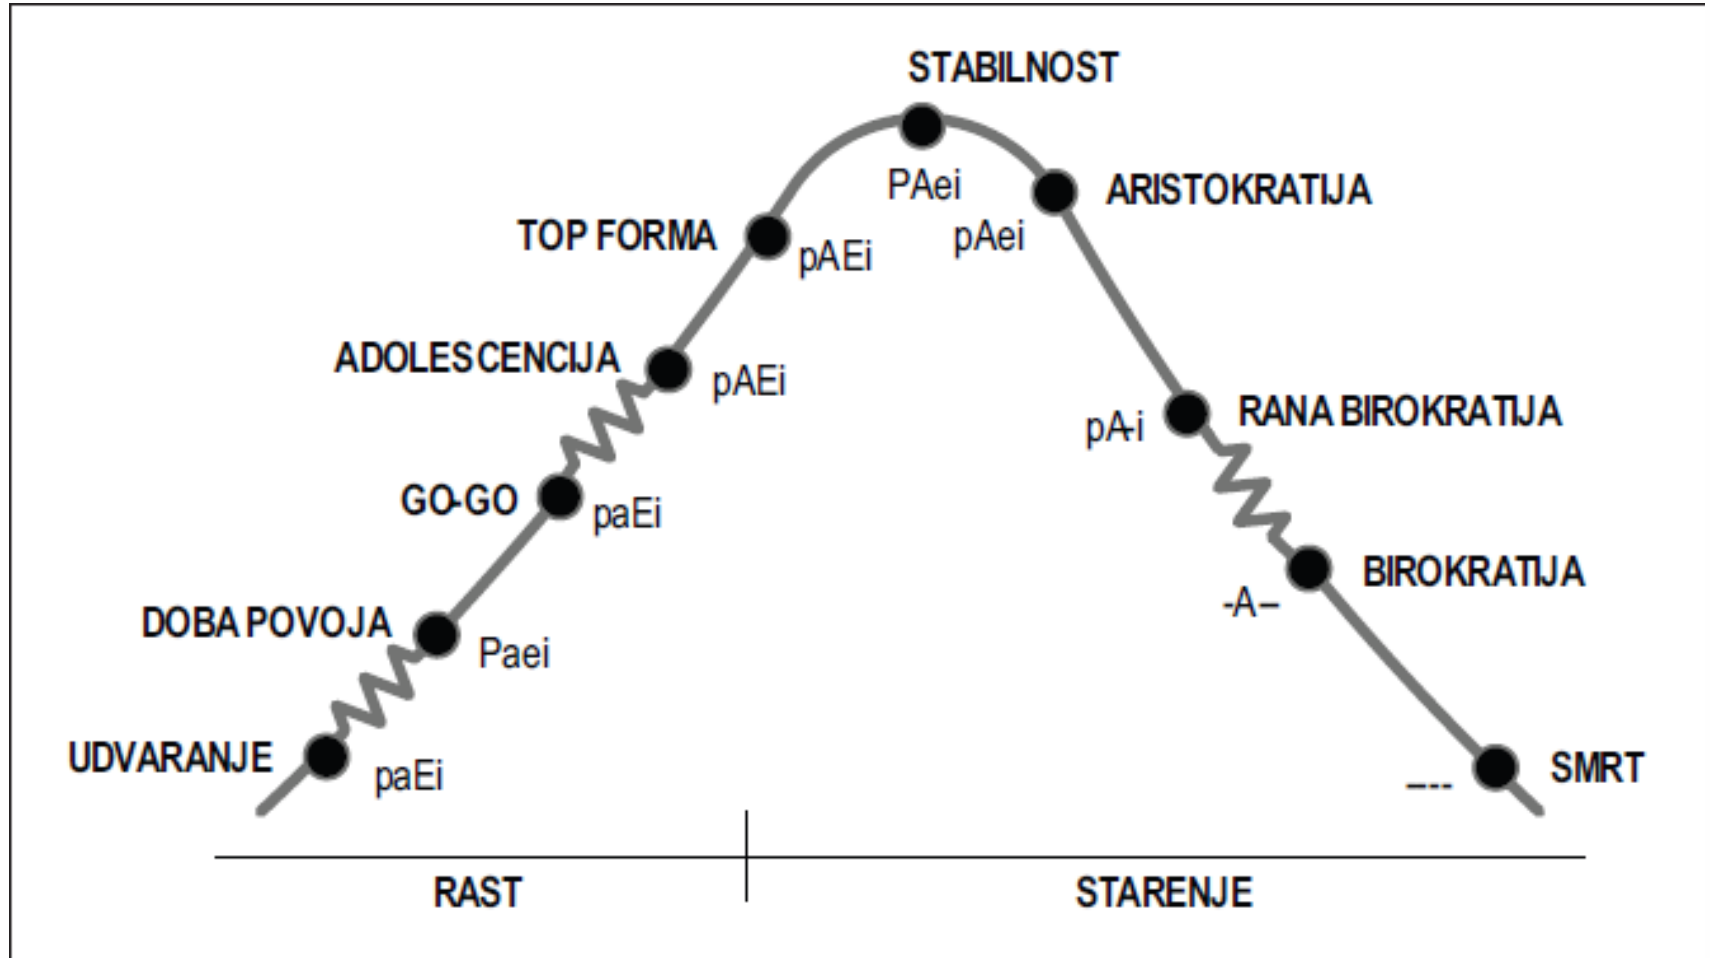 STABILNOST
PAei
ARISTOKRATIJA
pAei
TOP FORMA
pAEi
ADOLESCENCIJA
pAEi
RANA BIROKRATIJA
pA-i
GO-GO
paEi
BIROKRATIJA
-A–
DOBA POVOJA
Paei
UDVARANJE
paEi
SMRT
–---
RAST
STARENJE